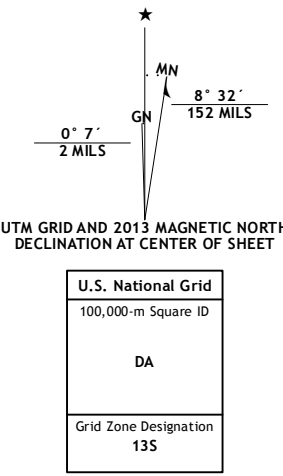 ★
MN
GN
8° 32´
152 MILS
0° 7´
2 MILS
UTM GRID AND 2013 MAGNETIC NORTH
DECLINATION AT CENTER OF SHEET
U.S. National Grid
100,000-m Square ID
DA
Grid Zone Designation
13S